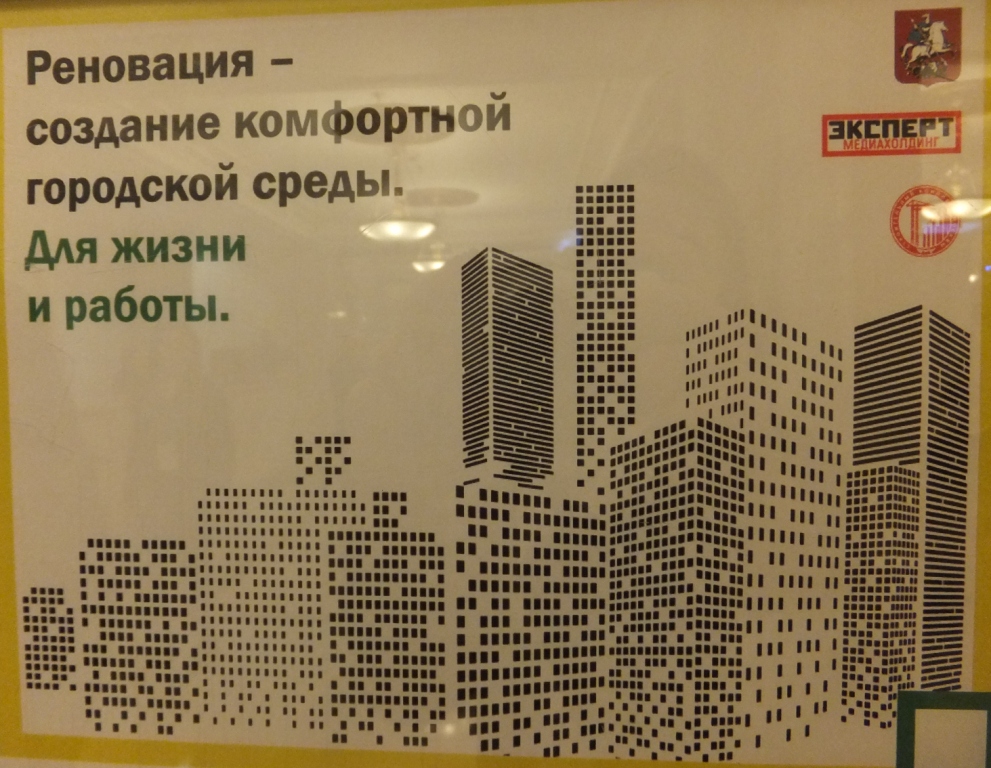 Реновация –
создание комфортной
городской среды.
Для жизни
и работы.
ЭКСПЕРТ
МЕДИАХОЛДИНГ